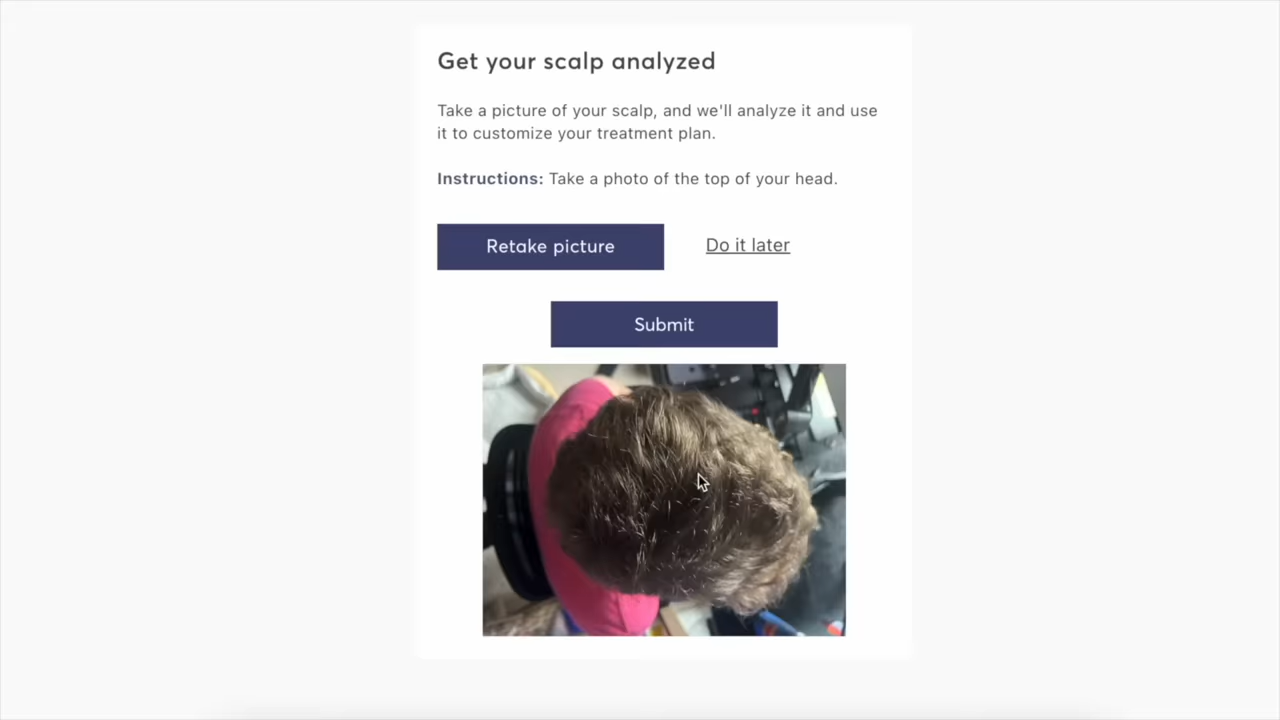 Get your scalp analyzed
Take a picture of your scalp, and we'll analyze it and use
it to customize your treatment plan.
Instructions: Take a photo of the top of your head.
Retake picture
Do it later
Submit